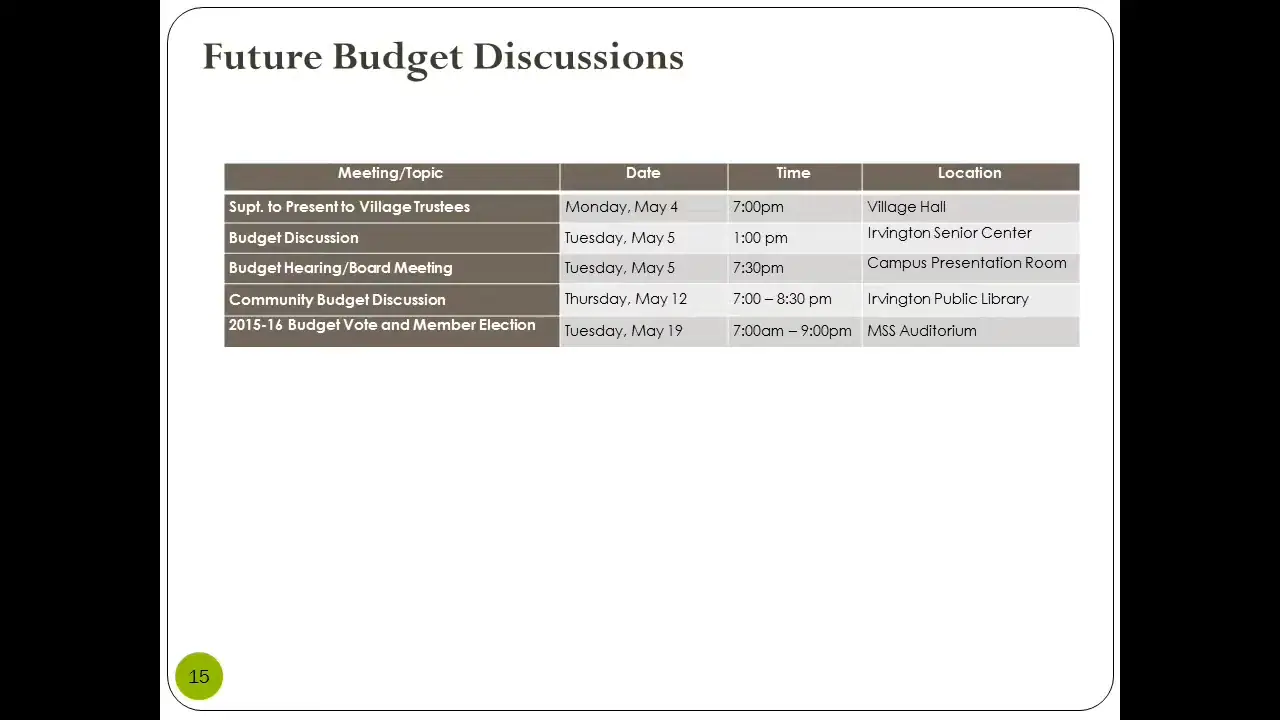 Future Budget Discussions
Meeting/Topic Date Time Location
Supt. to Present to Village Trustees Monday, May 4 7:00pm Village Hall
Budget Discussion Tuesday, May 5 1:00 pm Irvington Senior Center
Budget Hearing/Board Meeting Tuesday, May 5 7:30pm Campus Presentation Room
Community Budget Discussion Thursday, May 12 7:00 – 8:30 pm Irvington Public Library
2015-16 Budget Vote and Member Election Tuesday, May 19 7:00am – 9:00pm MSS Auditorium
15